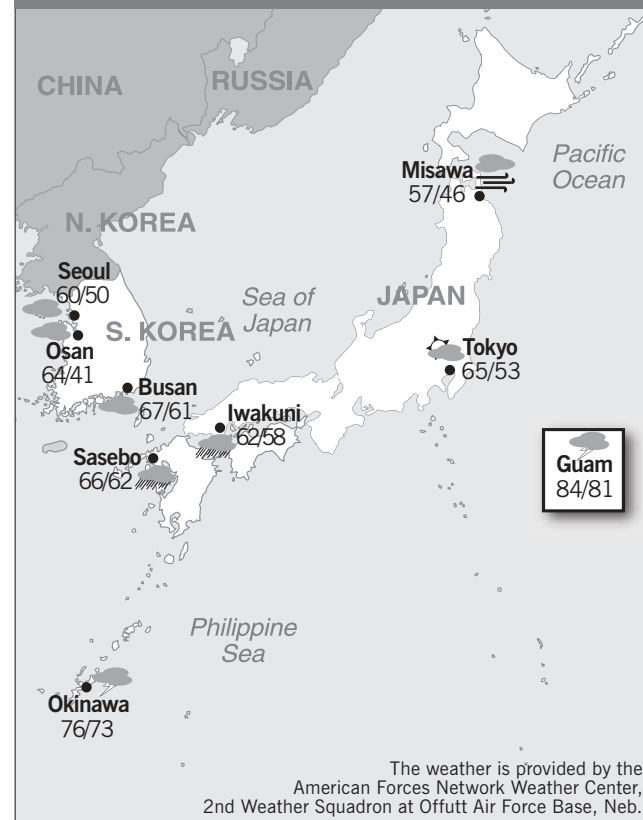 CHINA
RUSSIA
Misawa
57/46
Pacific
Ocean
N. KOREA
Seoul
60/50
Sea of
Japan
JAPAN
S. KOREA
Osan
64/41
Tokyo
65/53
Busan
67/61
Iwakuni
62/58
Sasebo
66/62
Guam
84/81
Philippine
Sea
Okinawa
76/73
The weather is provided by the
American Forces Network Weather Center,
2nd Weather Squadron at Offutt Air Force Base, Neb.